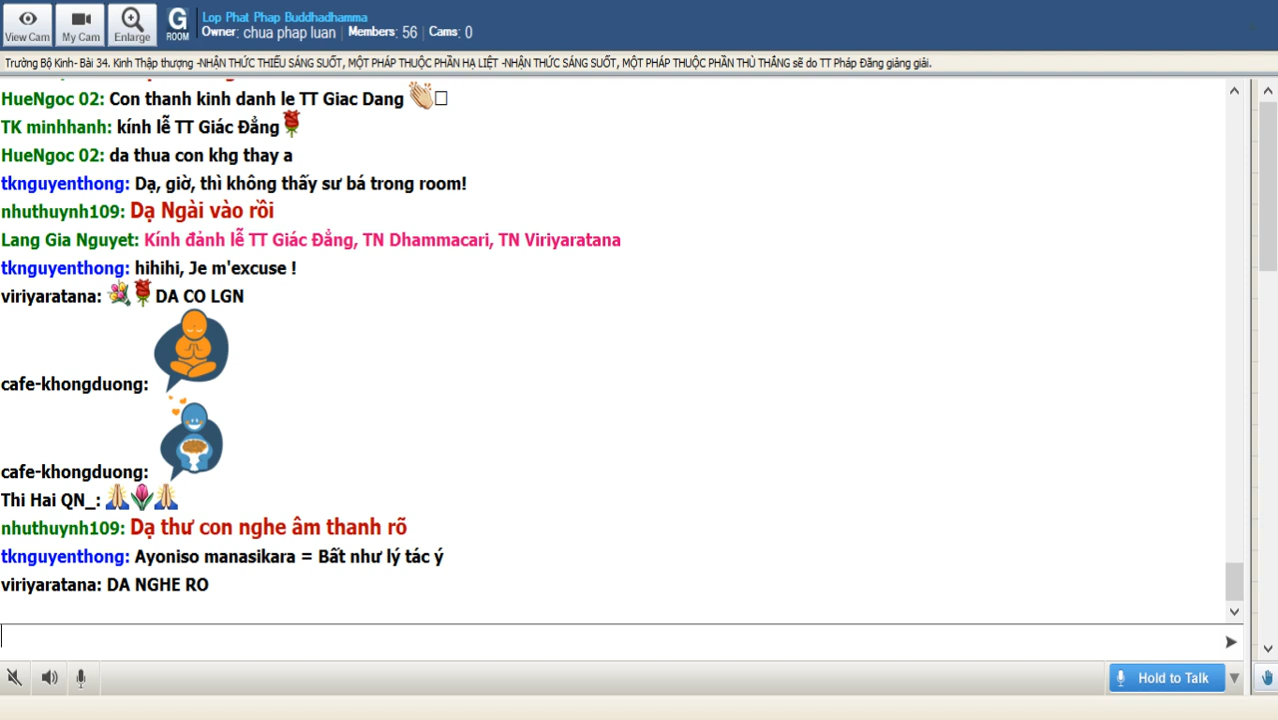 View Cam
My Cam
Enlarge
G
ROOM
Lop Phat Phap Buddhadhamma
Owner: chua phap luan | Members: 56 | Cams: 0
Trường Bộ Kinh- Bài 34. Kinh Thập thượng -NHẬN THỨC THIẾU SÁNG SUỐT, MỘT PHÁP THUỘC PHẦN HẠ LIỆT -NHẬN THỨC SÁNG SUỐT, MỘT PHÁP THUỘC PHẦN THÙ THẮNG sẽ do TT Pháp Đăng giảng giải.
HueNgoc 02: Con thanh kinh danh le TT Giac Dang
TK minhhanh: kính lễ TT Giác Đẳng
HueNgoc 02: da thua con khg thay a
tknguyenthong: Dạ, giờ, thì không thấy sư bá trong room!
nhuthuynh109: Dạ Ngài vào rồi
Lang Gia Nguyet: Kính đảnh lễ TT Giác Đẳng, TN Dhammacari, TN Viriyaratana
tknguyenthong: hihihi, Je m'excuse !
viriyaratana: DA CO LGN
cafe-khongduong:
cafe-khongduong:
Thi Hai QN_:
nhuthuynh109: Dạ thư con nghe âm thanh rõ
tknguyenthong: Ayoniso manasikara = Bất như lý tác ý
viriyaratana: DA NGHE RO
Hold to Talk